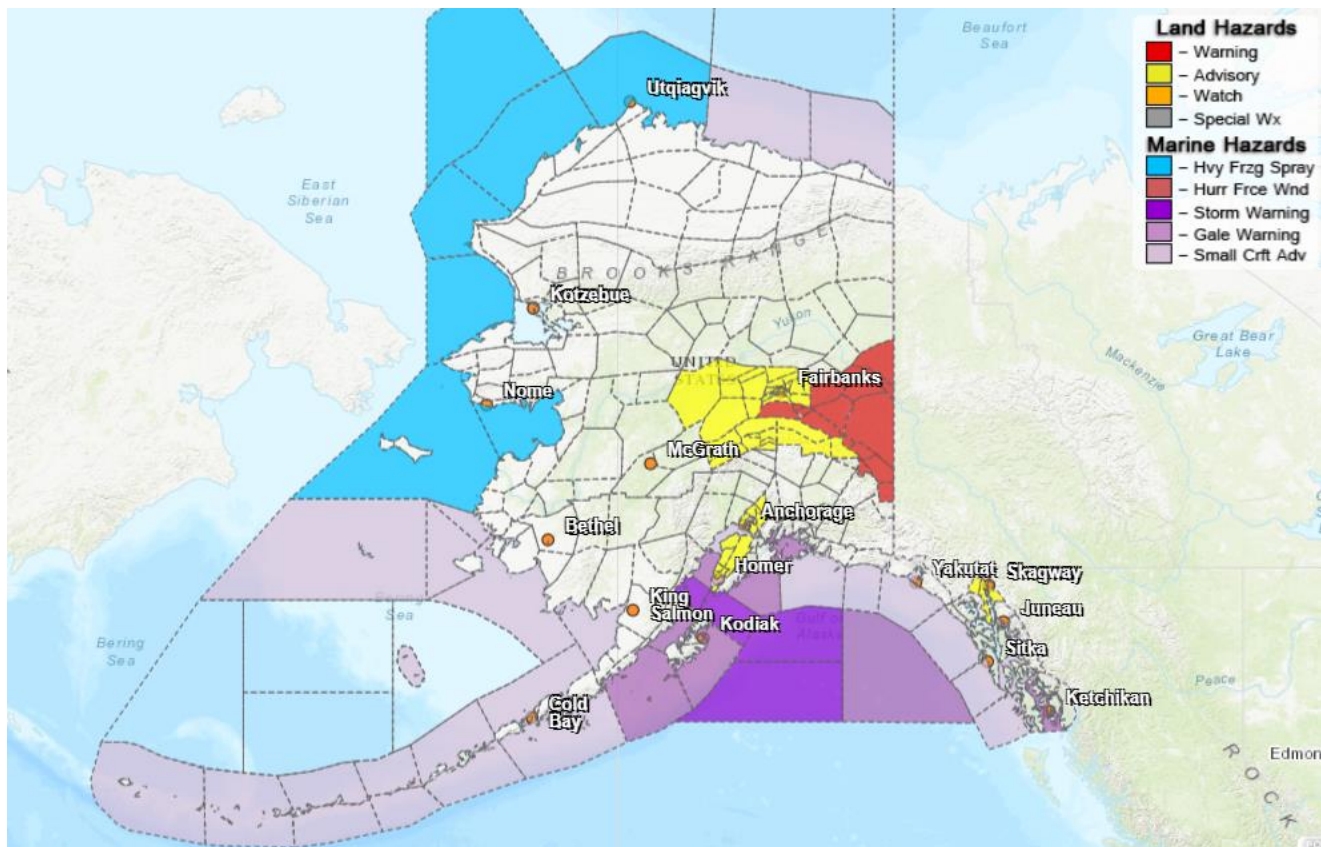 Beaufort
Sea
Land Hazards
– Warning
– Advisory
– Watch
– Special Wx
Marine Hazards
– Hvy Frzg Spray
– Hurr Frce Wnd
– Storm Warning
– Gale Warning
– Small Crft Adv
Utqiagvik
East
Siberian
Sea
BROOKS RANGE
Kotzebue
Yukon
Great Bear
Lake
Mackenzie
UNITED
STATES
Fairbanks
Nome
McGrath
Bethel
Anchorage
Homer
Yakutat
Skagway
Juneau
King
Salmon
Kodiak
Sitka
Bering
Sea
Sea
Gulf of
Alaska
Peace
Ketchikan
Cold
Bay
Edmon
ROCK